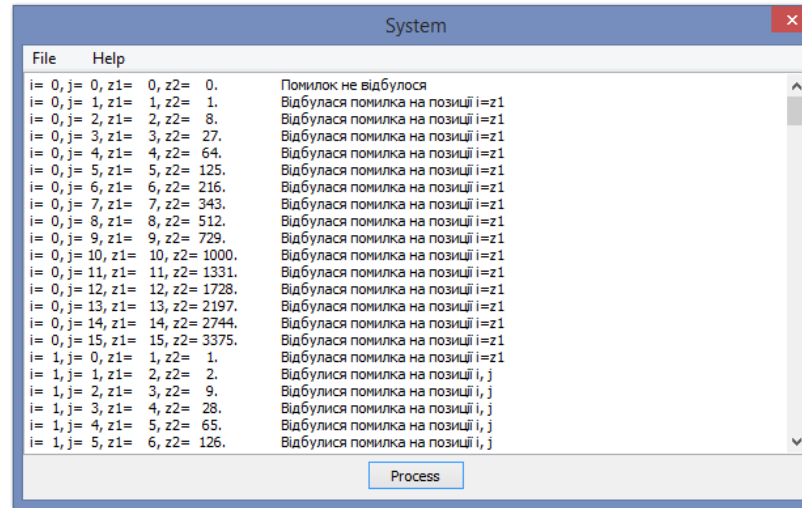 System
File Help
i= 0, j= 0, z1= 0, z2= 0. Помилок не відбулося
i= 0, j= 1, z1= 1, z2= 1. Відбулася помилка на позиції i=z1
i= 0, j= 2, z1= 2, z2= 8. Відбулася помилка на позиції i=z1
i= 0, j= 3, z1= 3, z2= 27. Відбулася помилка на позиції i=z1
i= 0, j= 4, z1= 4, z2= 64. Відбулася помилка на позиції i=z1
i= 0, j= 5, z1= 5, z2= 125. Відбулася помилка на позиції i=z1
i= 0, j= 6, z1= 6, z2= 216. Відбулася помилка на позиції i=z1
i= 0, j= 7, z1= 7, z2= 343. Відбулася помилка на позиції i=z1
i= 0, j= 8, z1= 8, z2= 512. Відбулася помилка на позиції i=z1
i= 0, j= 9, z1= 9, z2= 729. Відбулася помилка на позиції i=z1
i= 0, j= 10, z1= 10, z2= 1000. Відбулася помилка на позиції i=z1
i= 0, j= 11, z1= 11, z2= 1331. Відбулася помилка на позиції i=z1
i= 0, j= 12, z1= 12, z2= 1728. Відбулася помилка на позиції i=z1
i= 0, j= 13, z1= 13, z2= 2197. Відбулася помилка на позиції i=z1
i= 0, j= 14, z1= 14, z2= 2744. Відбулася помилка на позиції i=z1
i= 0, j= 15, z1= 15, z2= 3375. Відбулася помилка на позиції i=z1
i= 1, j= 0, z1= 1, z2= 1. Відбулася помилка на позиції i=z1
i= 1, j= 1, z1= 2, z2= 2. Відбулися помилка на позиції i, j
i= 1, j= 2, z1= 3, z2= 9. Відбулися помилка на позиції i, j
i= 1, j= 3, z1= 4, z2= 28. Відбулися помилка на позиції i, j
i= 1, j= 4, z1= 5, z2= 65. Відбулися помилка на позиції i, j
i= 1, j= 5, z1= 6, z2= 126. Відбулися помилка на позиції i, j
Process